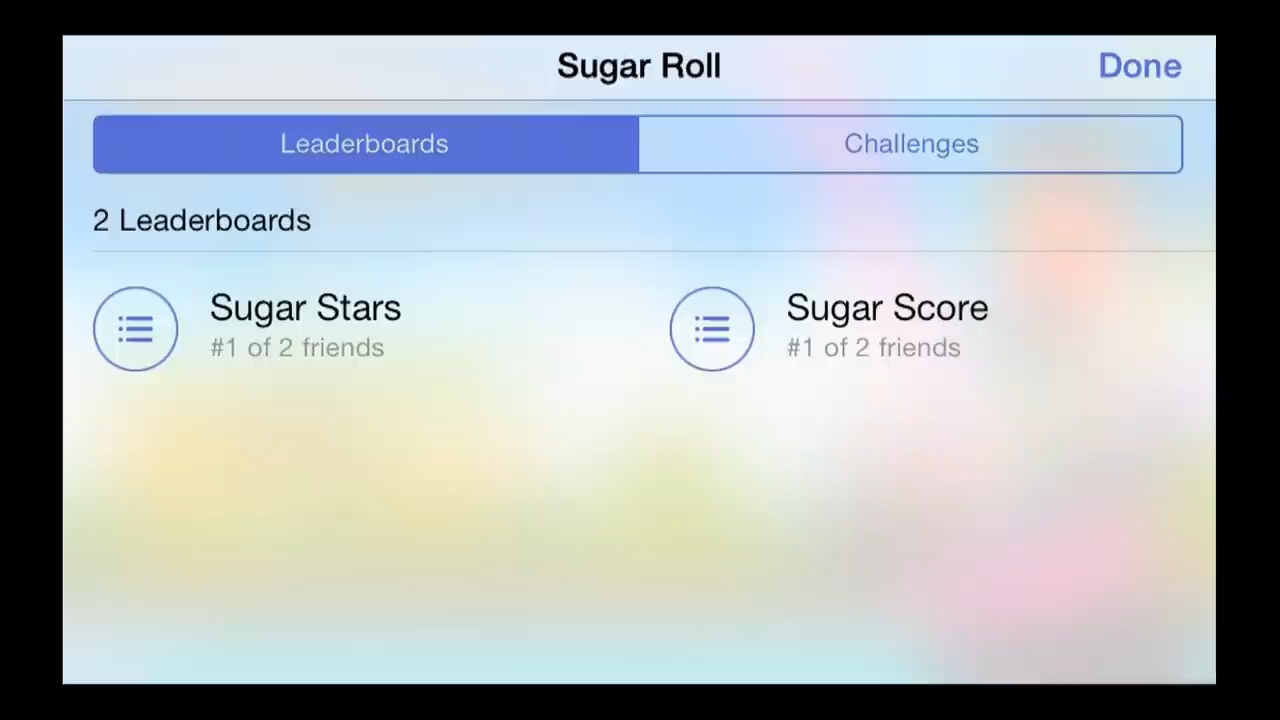 Sugar Roll
Done
Leaderboards
Challenges
2 Leaderboards
Sugar Stars
#1 of 2 friends
Sugar Score
#1 of 2 friends